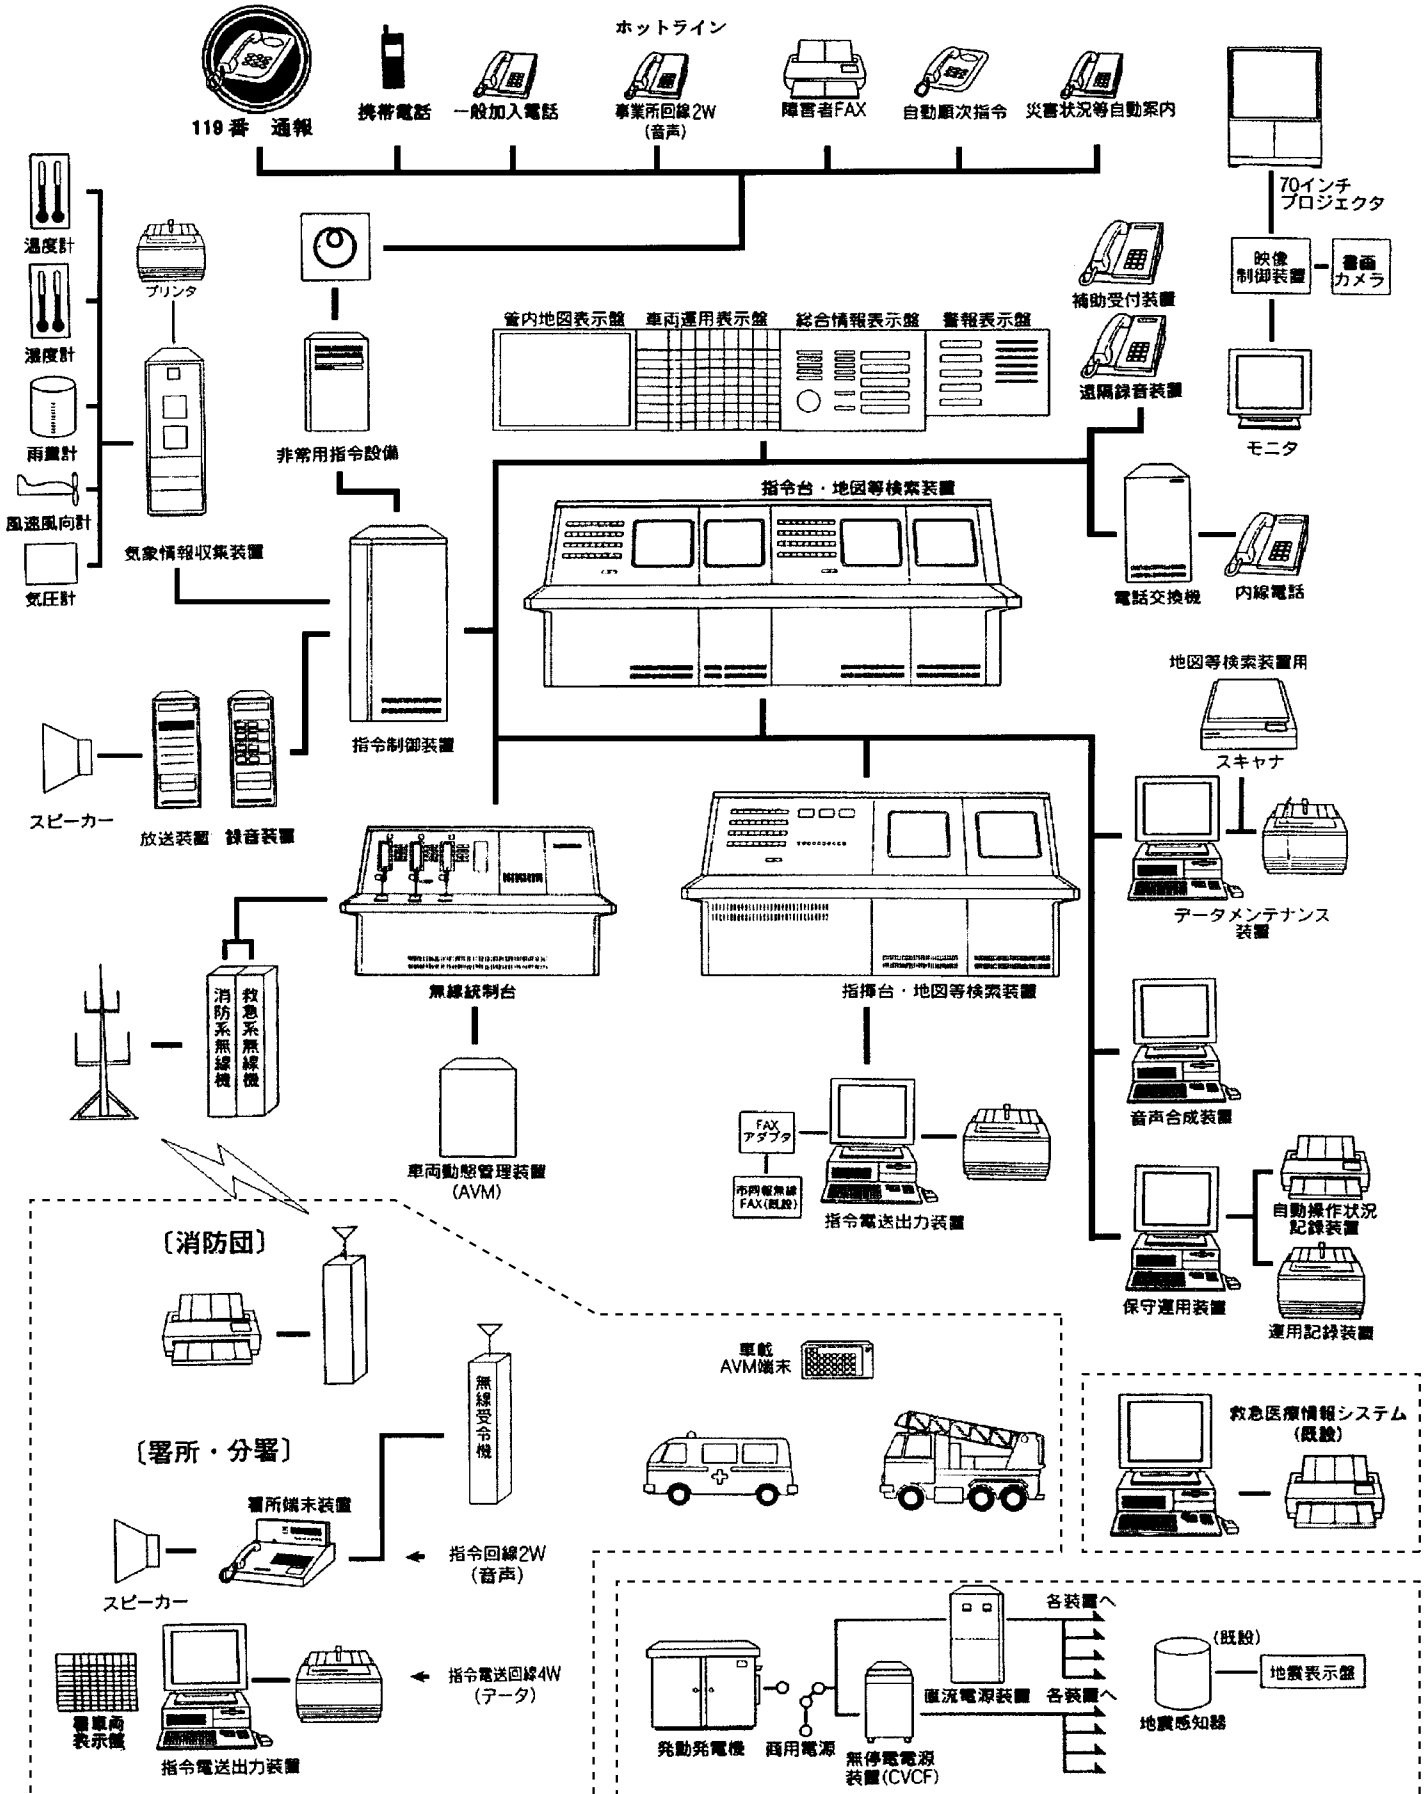 ホットライン
119番 通報
携帯電話
一般加入電話
事業所回線2W
(音声)
障害者FAX
自動順次指令
災害状況等自動案内
70インチ
プロジェクタ
映像
制御装置
書画
カメラ
モニタ
温度計
湿度計
雨量計
風速風向計
気圧計
プリンタ
気象情報収集装置
非常用指令設備
管内地図表示盤
車両運用表示盤
総合情報表示盤
警報表示盤
補助受付装置
遠隔録音装置
指令台・地図等検索装置
電話交換機
内線電話
指令制御装置
スピーカー
放送装置
録音装置
地図等検索装置用
スキャナ
データメンテナンス
装置
無線統制台
指揮台・地図等検索装置
消防系無線機
救急系無線機
車両動態管理装置
(AVM)
FAX
アダプタ
市同報無線
FAX(既設)
指令電送出力装置
音声合成装置
自動操作状況
記録装置
保守運用装置
運用記録装置
〔消防団〕
無線受令機
車載
AVM端末
救急医療情報システム
(既設)
〔署所・分署〕
署所端末装置
スピーカー
指令回線2W
(音声)
署車両
表示盤
指令電送出力装置
指令電送回線4W
(データ)
発動発電機
商用電源
直流電源装置
無停電電源
装置(CVCF)
各装置へ
各装置へ
(既設)
地震表示盤
地震感知器